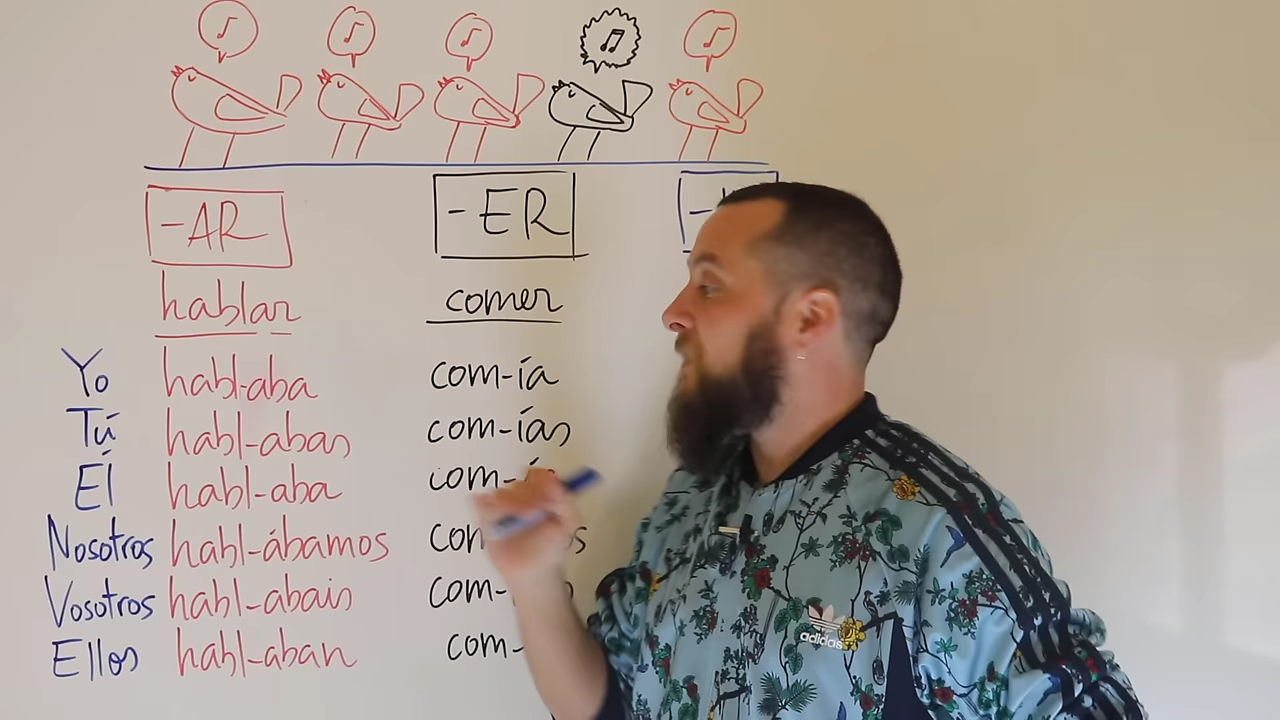 -AR -ER
hablar comer
Yo habl-aba com-ía
Tú habl-abas com-ías
Él habl-aba
Nosotros habl-ábamos
Vosotros habl-abais
Ellos habl-aban
adidas